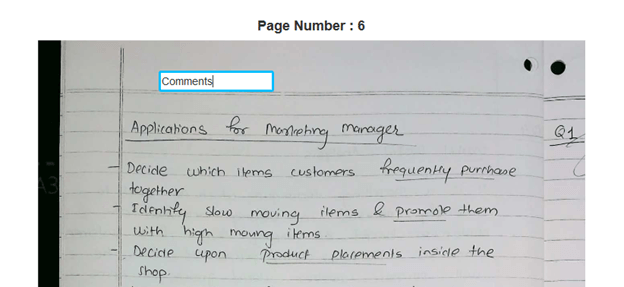 Page Number : 6
Comments
Applications for Marketing manager
Q1
- Decide which items customers frequently purchase
together
- Identify slow moving items & promote them
with high moving items.
- Decide upon product placements inside the
shop.